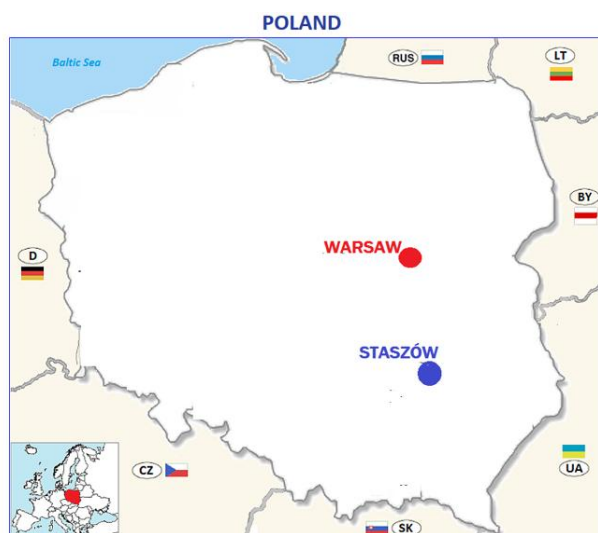 POLAND
Baltic Sea
RUS
LT
BY
WARSAW
D
STASZÓW
CZ
UA
SK